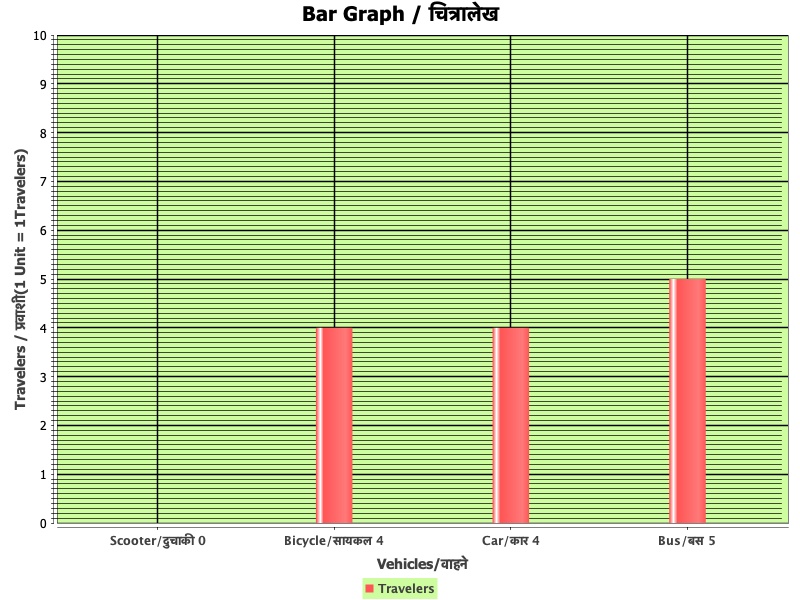 Bar Graph / चित्रालेख
Travelers / प्रवाशी(1 Unit = 1Travelers)
10
9
8
7
6
5
4
3
2
1
0
Scooter/दुचाकी 0 Bicycle/सायकल 4 Car/कार 4 Bus/बस 5
Vehicles/वाहने
Travelers